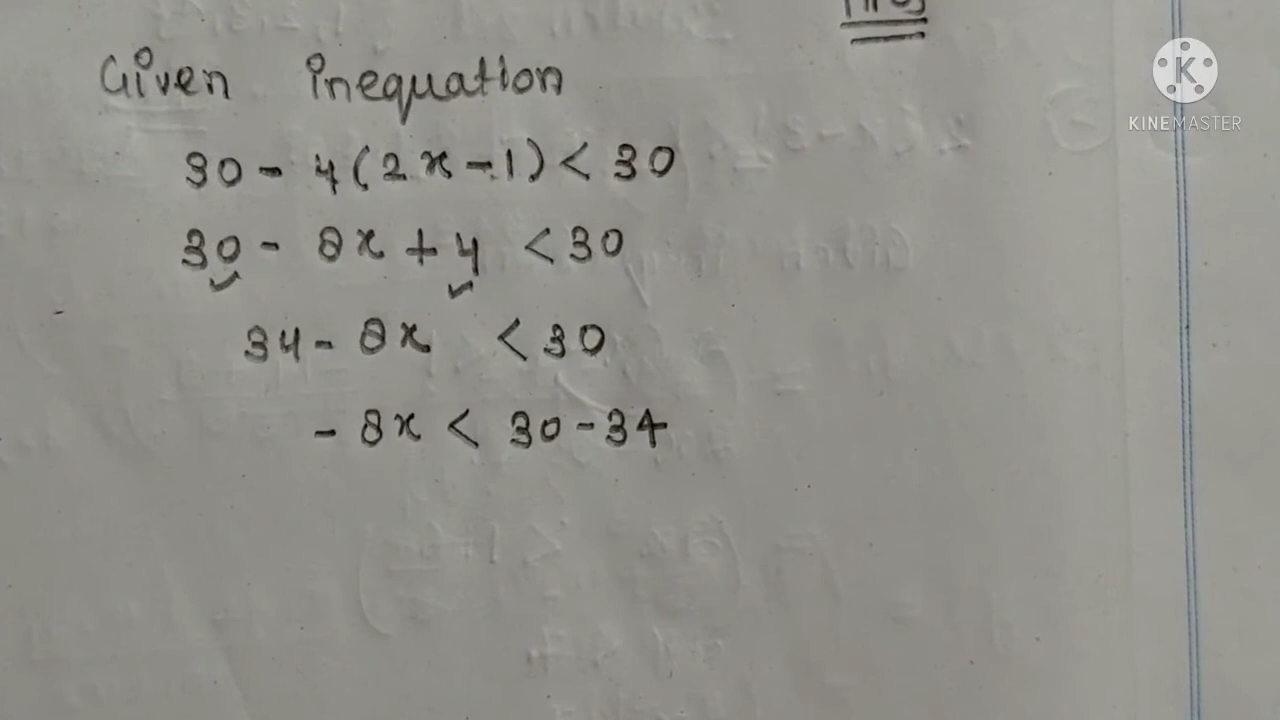 Given inequation
30 - 4(2x - 1) < 30
30 - 8x + 4 < 30
34 - 8x < 30
- 8x < 30 - 34
K
KINEMASTER